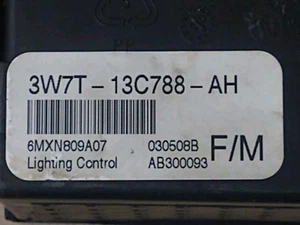 3W7T-13C788-AH
6MXN809A07 030508B
Lighting Control AB300093
F/M